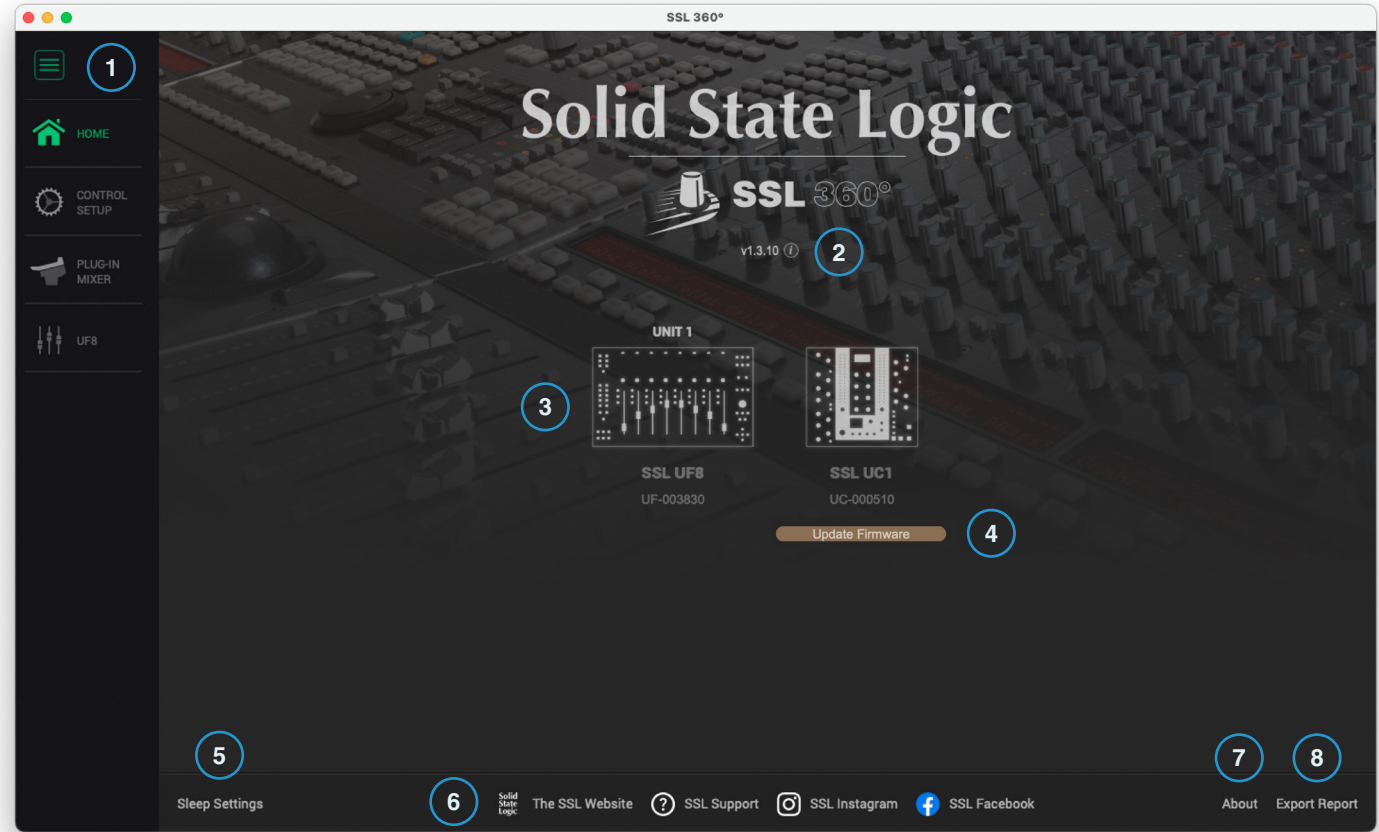 SSL 360°
1
HOME
CONTROL
SETUP
PLUG-IN
MIXER
UF8
Solid State Logic
SSL 360°
v1.3.10 i
2
UNIT 1
3
SSL UF8
UF-003830
SSL UC1
UC-000510
Update Firmware
4
5
Sleep Settings
6
Solid
State
Logic
The SSL Website
? SSL Support
SSL Instagram
f SSL Facebook
7
About
8
Export Report